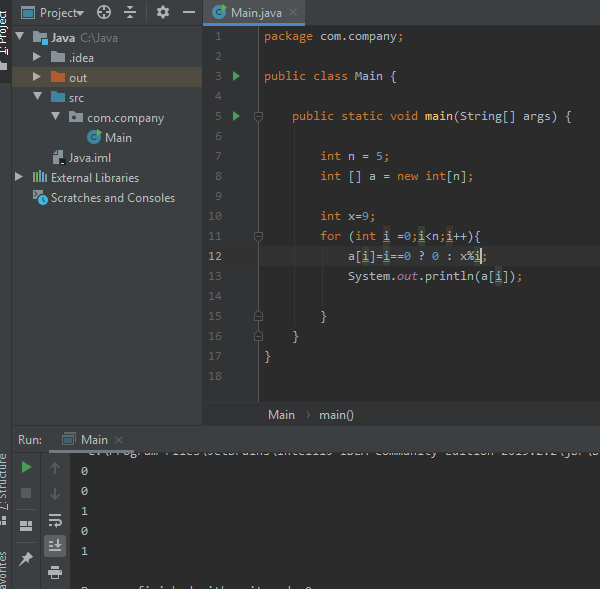 1: Project
Project
Main.java
Java C:\Java
.idea
out
src
com.company
Main
Java.iml
External Libraries
Scratches and Consoles
1 package com.company;
2
3 public class Main {
4
5 public static void main(String[] args) {
6
7 int n = 5;
8 int [] a = new int[n];
9
10 int x=9;
11 for (int i =0;i<n;i++){
12 a[i]=i==0 ? 0 : x%i;
13 System.out.println(a[i]);
14
15 }
16 }
17 }
18
Main > main()
Run: Main
0
0
1
0
1